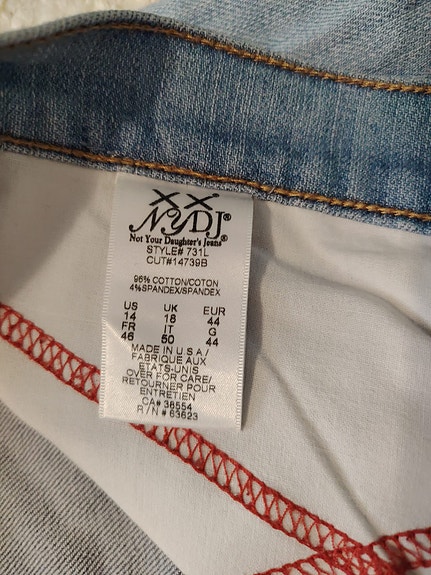 XX
NYDJ®
Not Your Daughter's Jeans®
STYLE# 731L
CUT#14739B
96% COTTON/COTON
4%SPANDEX/SPANDEX
US UK EUR
14 18 44
FR IT G
46 50 44
MADE IN U.S.A/
FABRIQUE AUX
ETATS-UNIS
OVER FOR CARE/
RETOURNER POUR
ENTRETIEN
CA# 36554
R/N # 63623